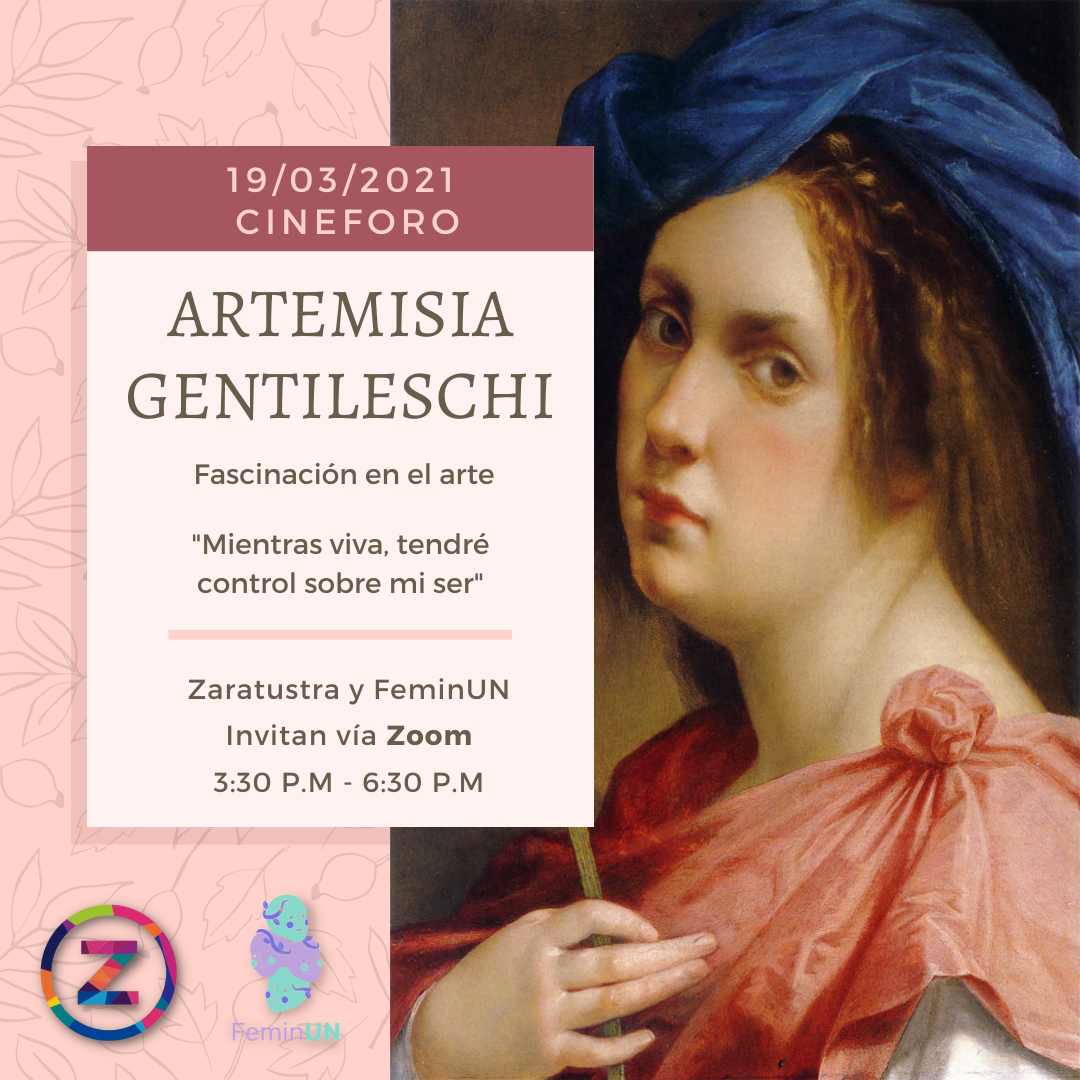 19/03/2021
CINEFORO
ARTEMISIA
GENTILESCHI
Fascinación en el arte
"Mientras viva, tendré
control sobre mi ser"
Zaratustra y FeminUN
Invitan vía Zoom
3:30 P.M - 6:30 P.M
Z
FeminUN